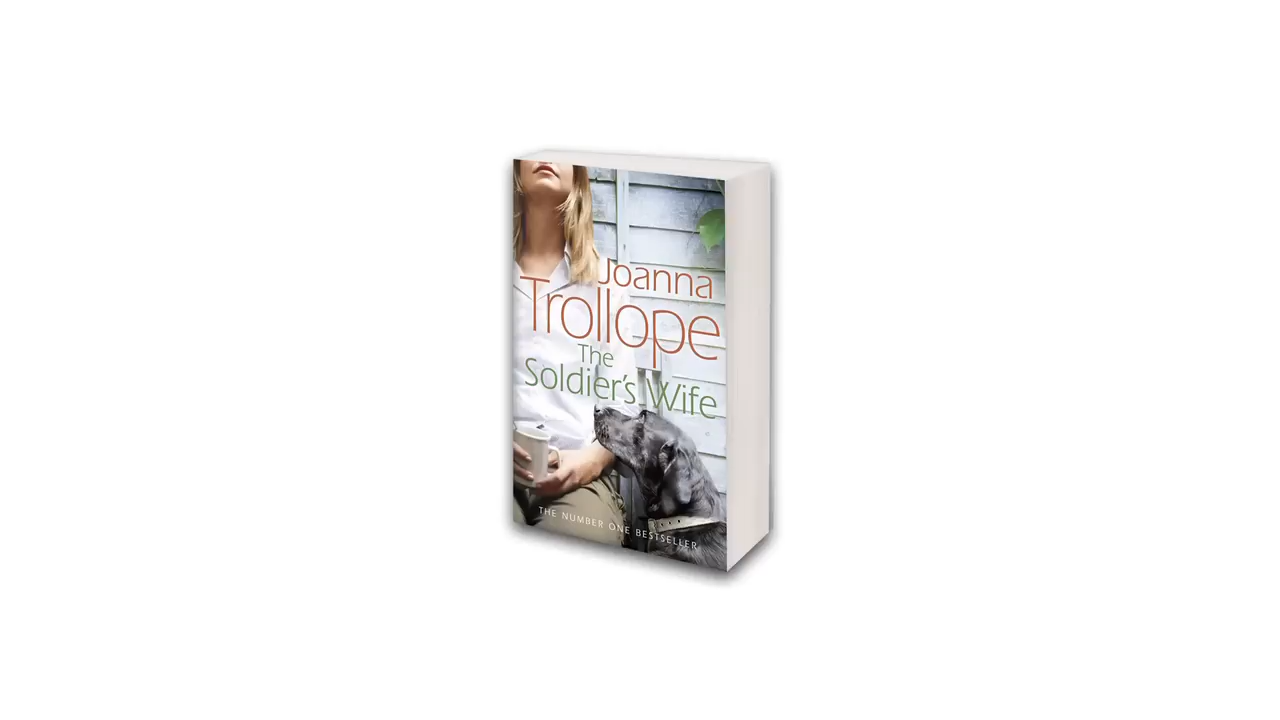 Joanna
Trollope
The
Soldier's Wife
THE NUMBER ONE BESTSELLER